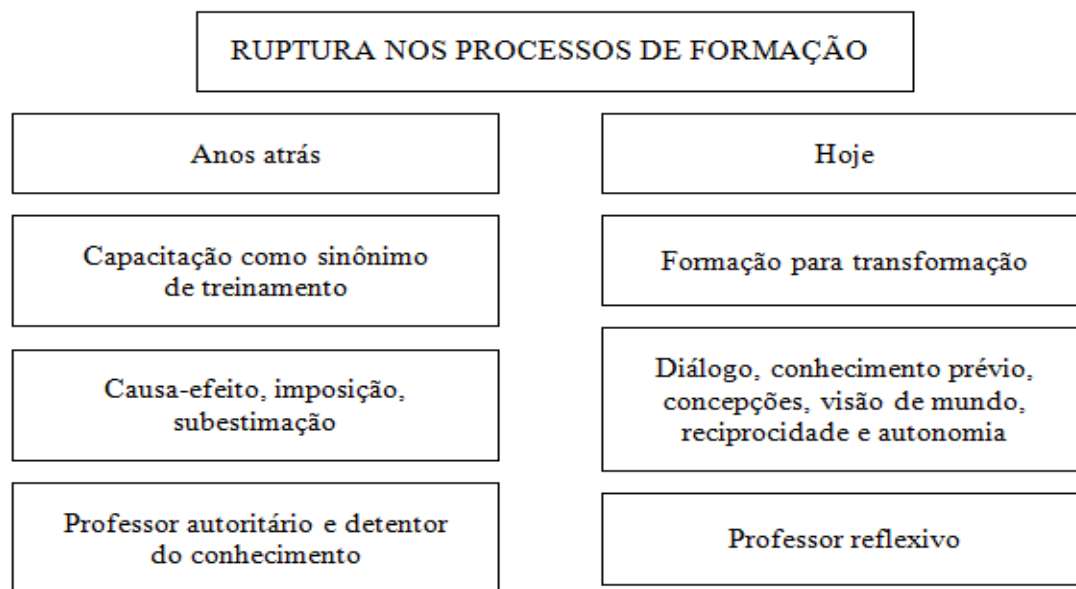 RUPTURA NOS PROCESSOS DE FORMAÇÃO
Anos atrás
Hoje
Capacitação como sinônimo
de treinamento
Formação para transformação
Causa-efeito, imposição,
subestimação
Diálogo, conhecimento prévio,
concepções, visão de mundo,
reciprocidade e autonomia
Professor autoritário e detentor
do conhecimento
Professor reflexivo